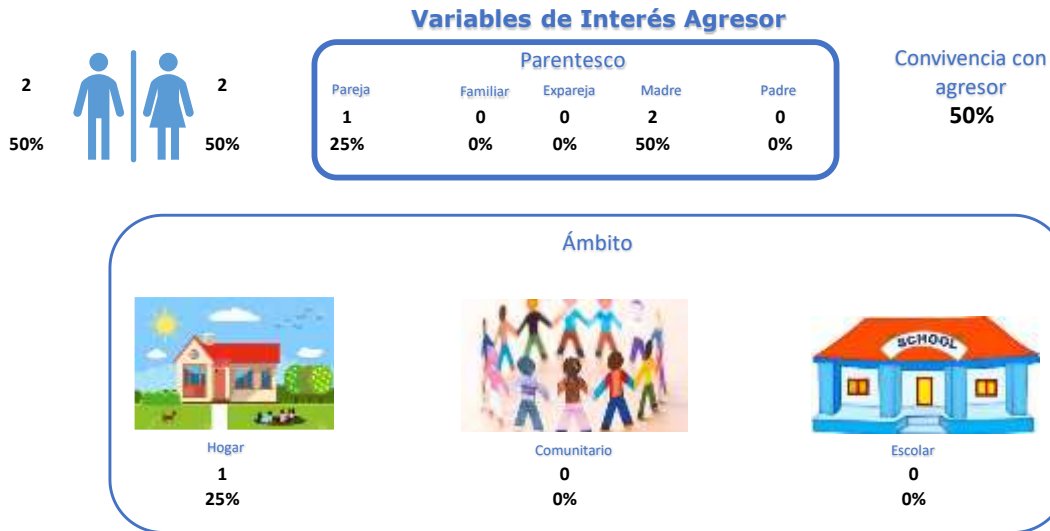 Variables de Interés Agresor
2
2
50%
50%
Parentesco
Pareja Familiar Expareja Madre Padre
1 0 0 2 0
25% 0% 0% 50% 0%
Convivencia con
agresor
50%
Ámbito
SCHOOL
Hogar Comunitario Escolar
1 0 0
25% 0% 0%